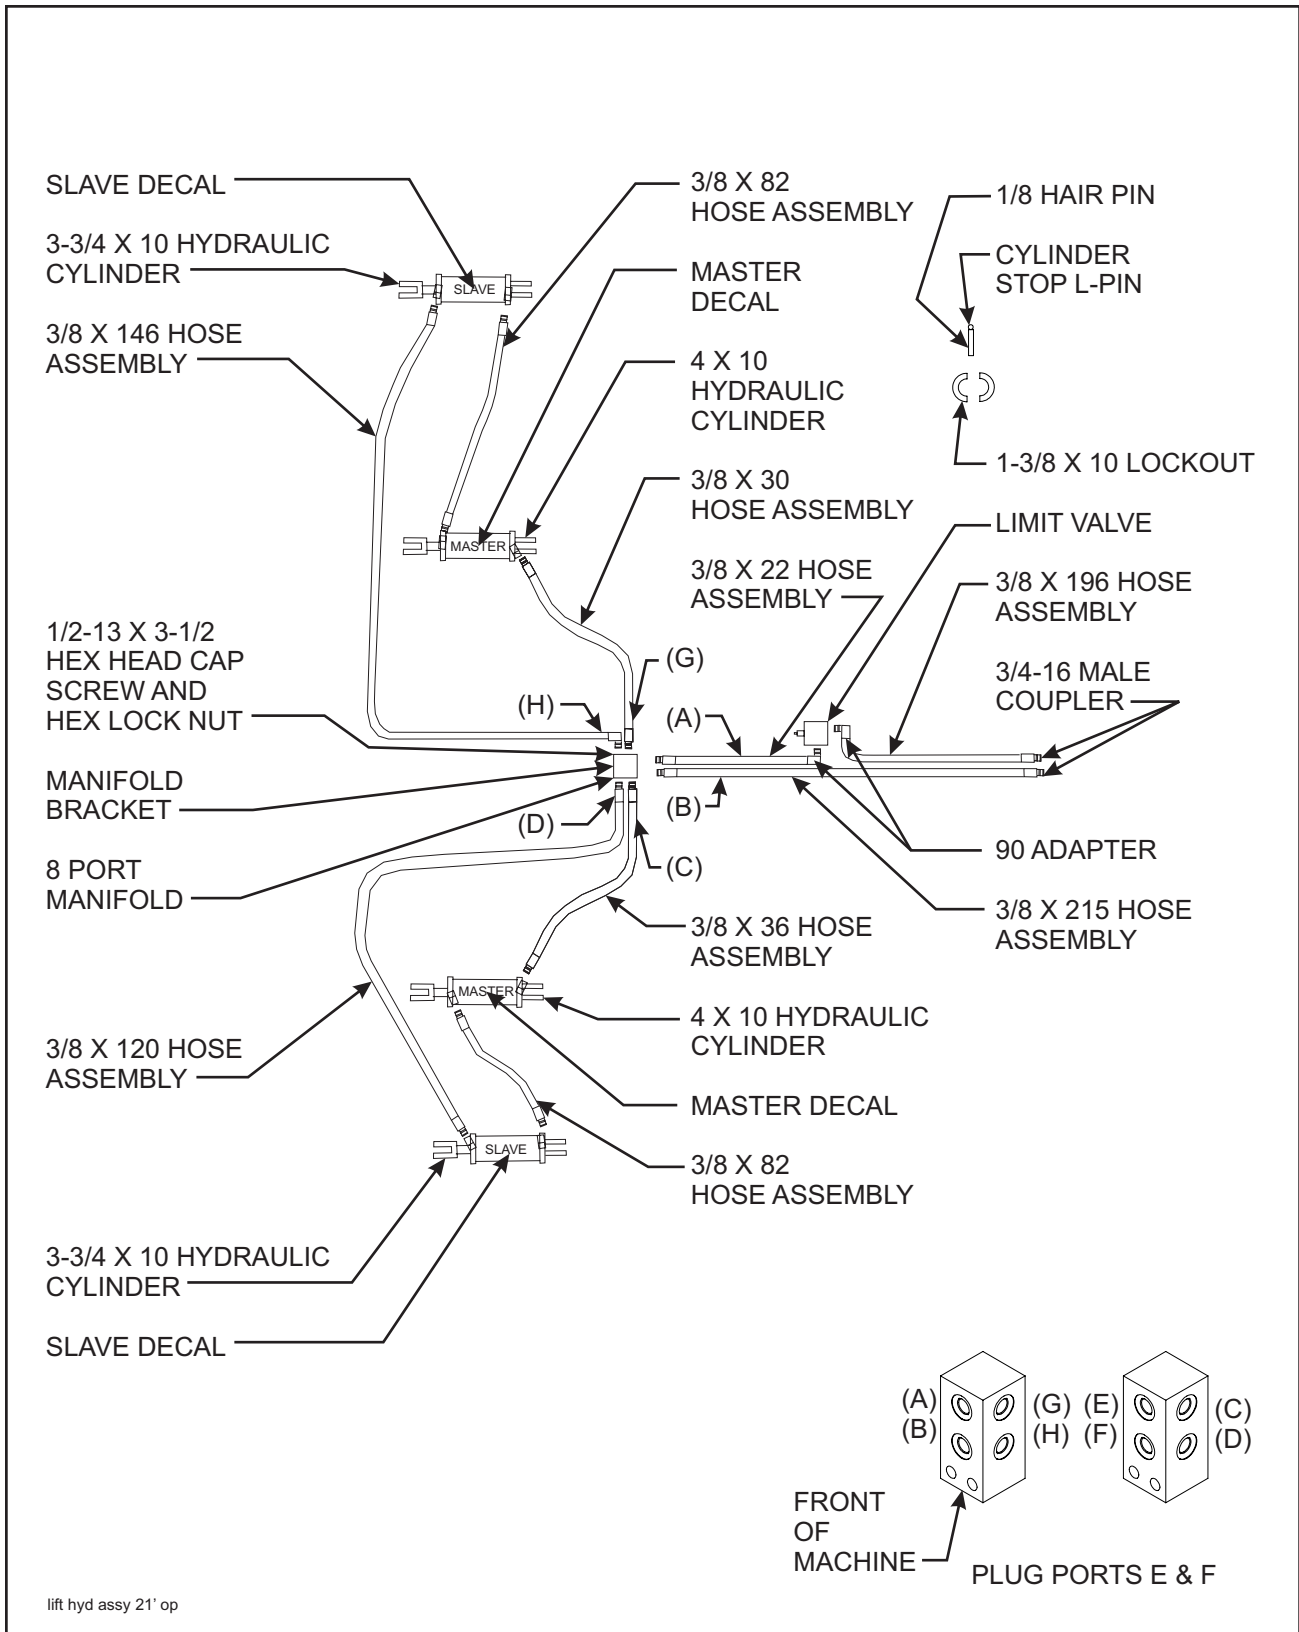 SLAVE DECAL
3-3/4 X 10 HYDRAULIC
CYLINDER
3/8 X 146 HOSE
ASSEMBLY
1/2-13 X 3-1/2
HEX HEAD CAP
SCREW AND
HEX LOCK NUT
MANIFOLD
BRACKET
8 PORT
MANIFOLD
3/8 X 120 HOSE
ASSEMBLY
3-3/4 X 10 HYDRAULIC
CYLINDER
SLAVE DECAL
SLAVE
MASTER
(H)
(D)
MASTER
SLAVE
3/8 X 82
HOSE ASSEMBLY
MASTER
DECAL
4 X 10
HYDRAULIC
CYLINDER
3/8 X 30
HOSE ASSEMBLY
3/8 X 22 HOSE
ASSEMBLY
(G)
(A)
(B)
(C)
3/8 X 36 HOSE
ASSEMBLY
4 X 10 HYDRAULIC
CYLINDER
MASTER DECAL
3/8 X 82
HOSE ASSEMBLY
1/8 HAIR PIN
CYLINDER
STOP L-PIN
1-3/8 X 10 LOCKOUT
LIMIT VALVE
3/8 X 196 HOSE
ASSEMBLY
3/4-16 MALE
COUPLER
90 ADAPTER
3/8 X 215 HOSE
ASSEMBLY
(A)
(B)
(G)
(H)
(E)
(F)
(C)
(D)
FRONT
OF
MACHINE
PLUG PORTS E & F
lift hyd assy 21' op